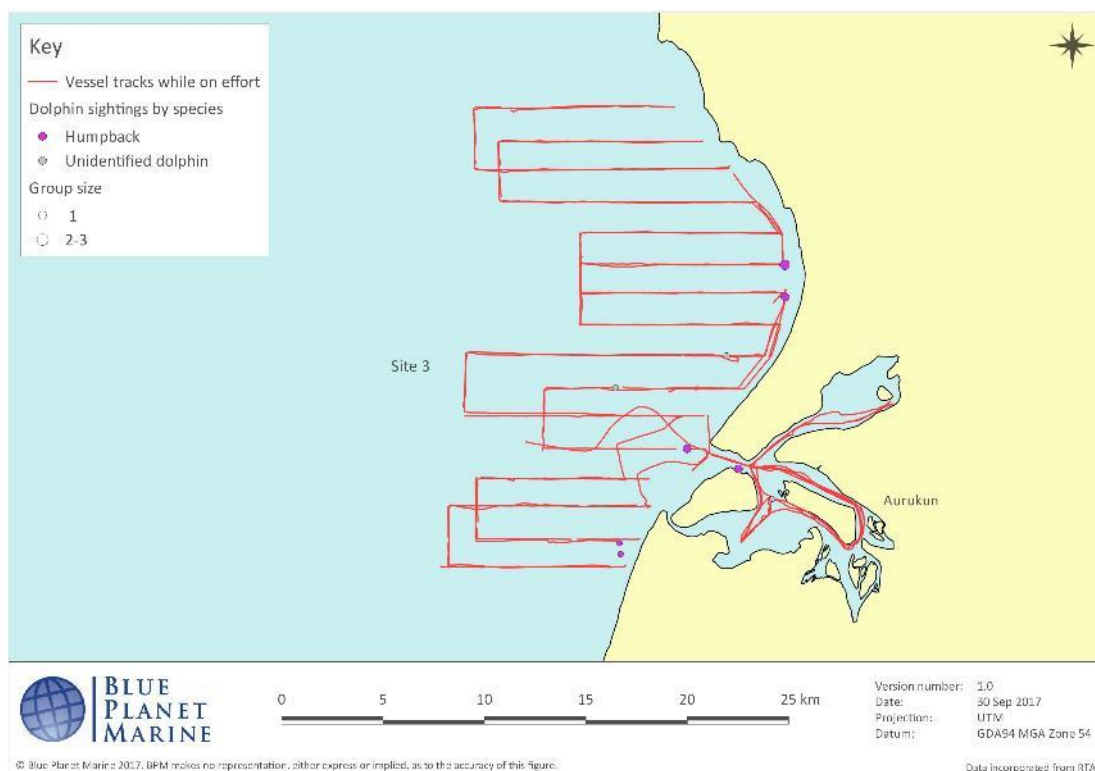 Key
Vessel tracks while on effort
Dolphin sightings by species
Humpback
Unidentified dolphin
Group size
1
2-3
Site 3
Aurukun
BLUE
PLANET
MARINE
0 5 10 15 20 25 km
Version number: 1.0
Date: 30 Sep 2017
Projection: UTM
Datum: GDA94 MGA Zone 54
© Blue Planet Marine 2017. BPM makes no representation, either express or implied, as to the accuracy of this figure.
Data incorporated from RTA